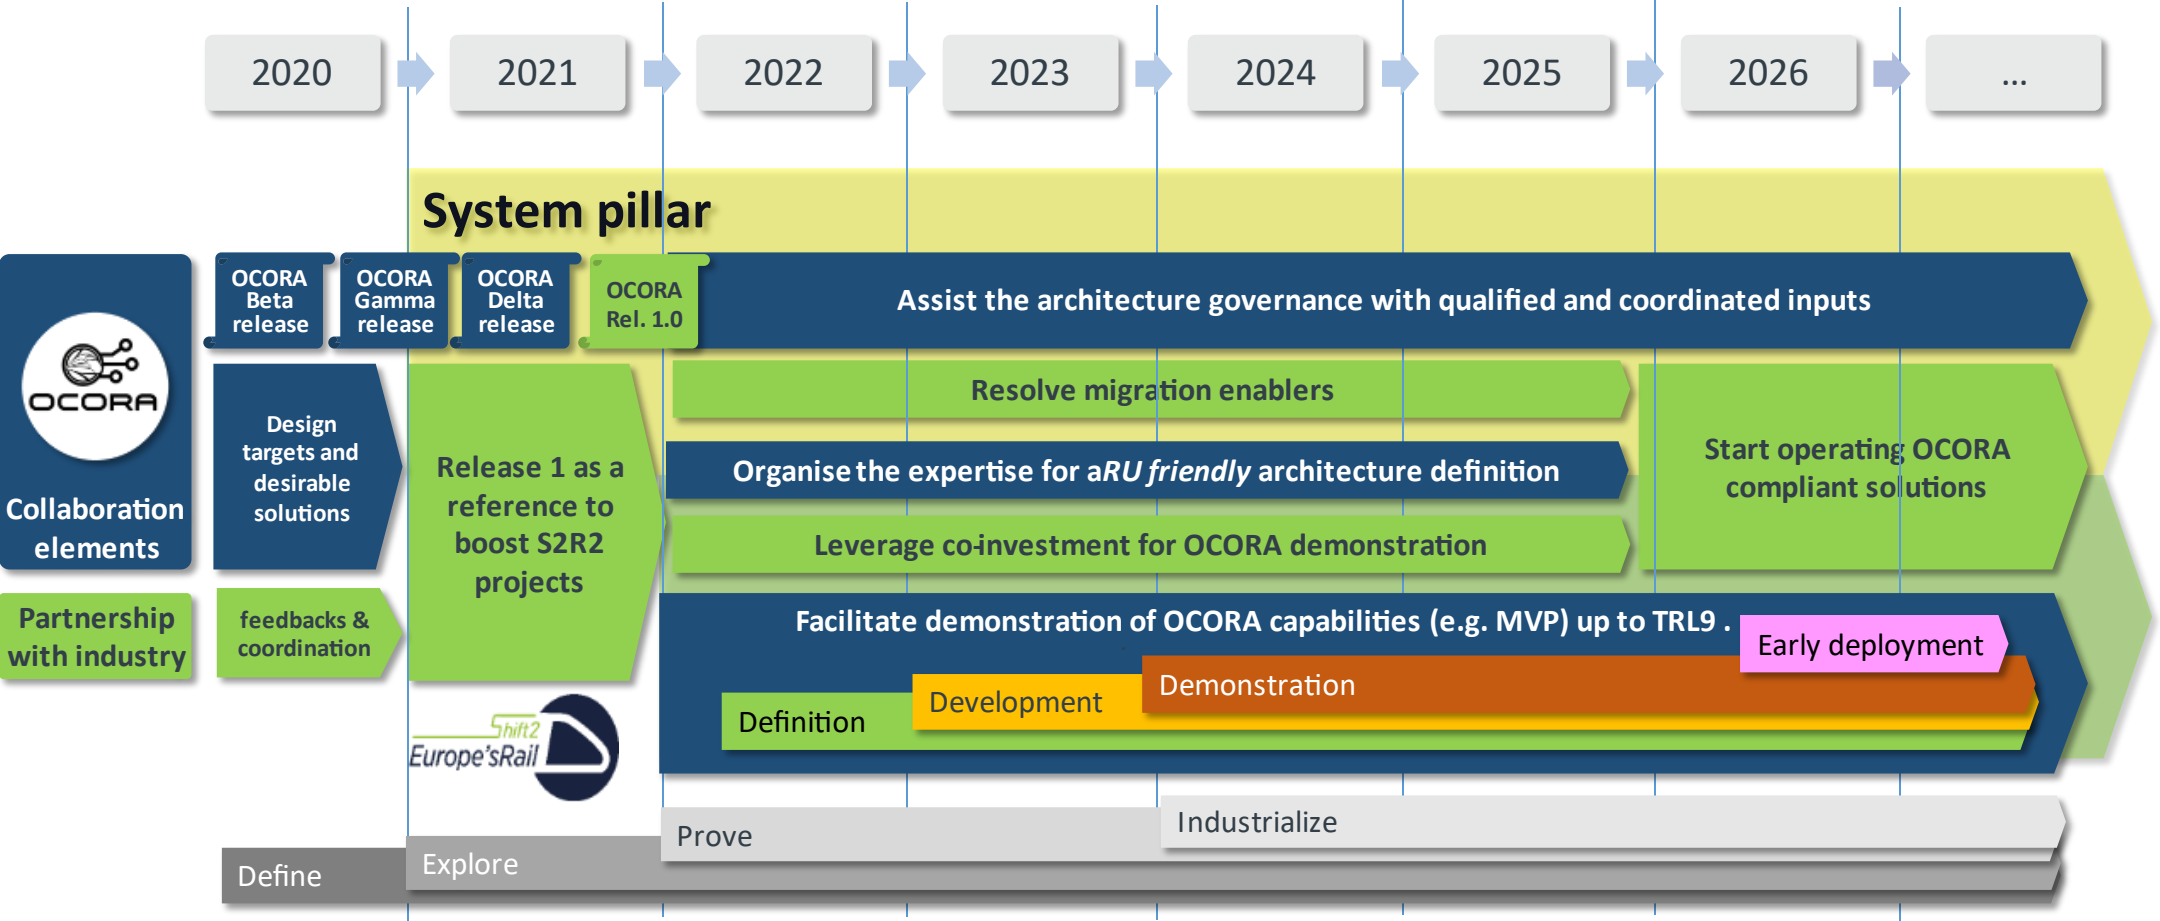 2020
2021
2022
2023
2024
2025
2026
...
System pillar
OCORA
Beta
release
OCORA
Gamma
release
OCORA
Delta
release
OCORA
Rel. 1.0
Assist the architecture governance with qualified and coordinated inputs
OCORA
Collaboration
elements
Design
targets and
desirable
solutions
Release 1 as a
reference to
boost S2R2
projects
Resolve migration enablers
Organise the expertise for aRU friendly architecture definition
Leverage co-investment for OCORA demonstration
Start operating OCORA
compliant solutions
Partnership
with industry
feedbacks &
coordination
Facilitate demonstration of OCORA capabilities (e.g. MVP) up to TRL9 .
Early deployment
Demonstration
Development
Definition
Shift2
Europe'sRail
Industrialize
Prove
Explore
Define